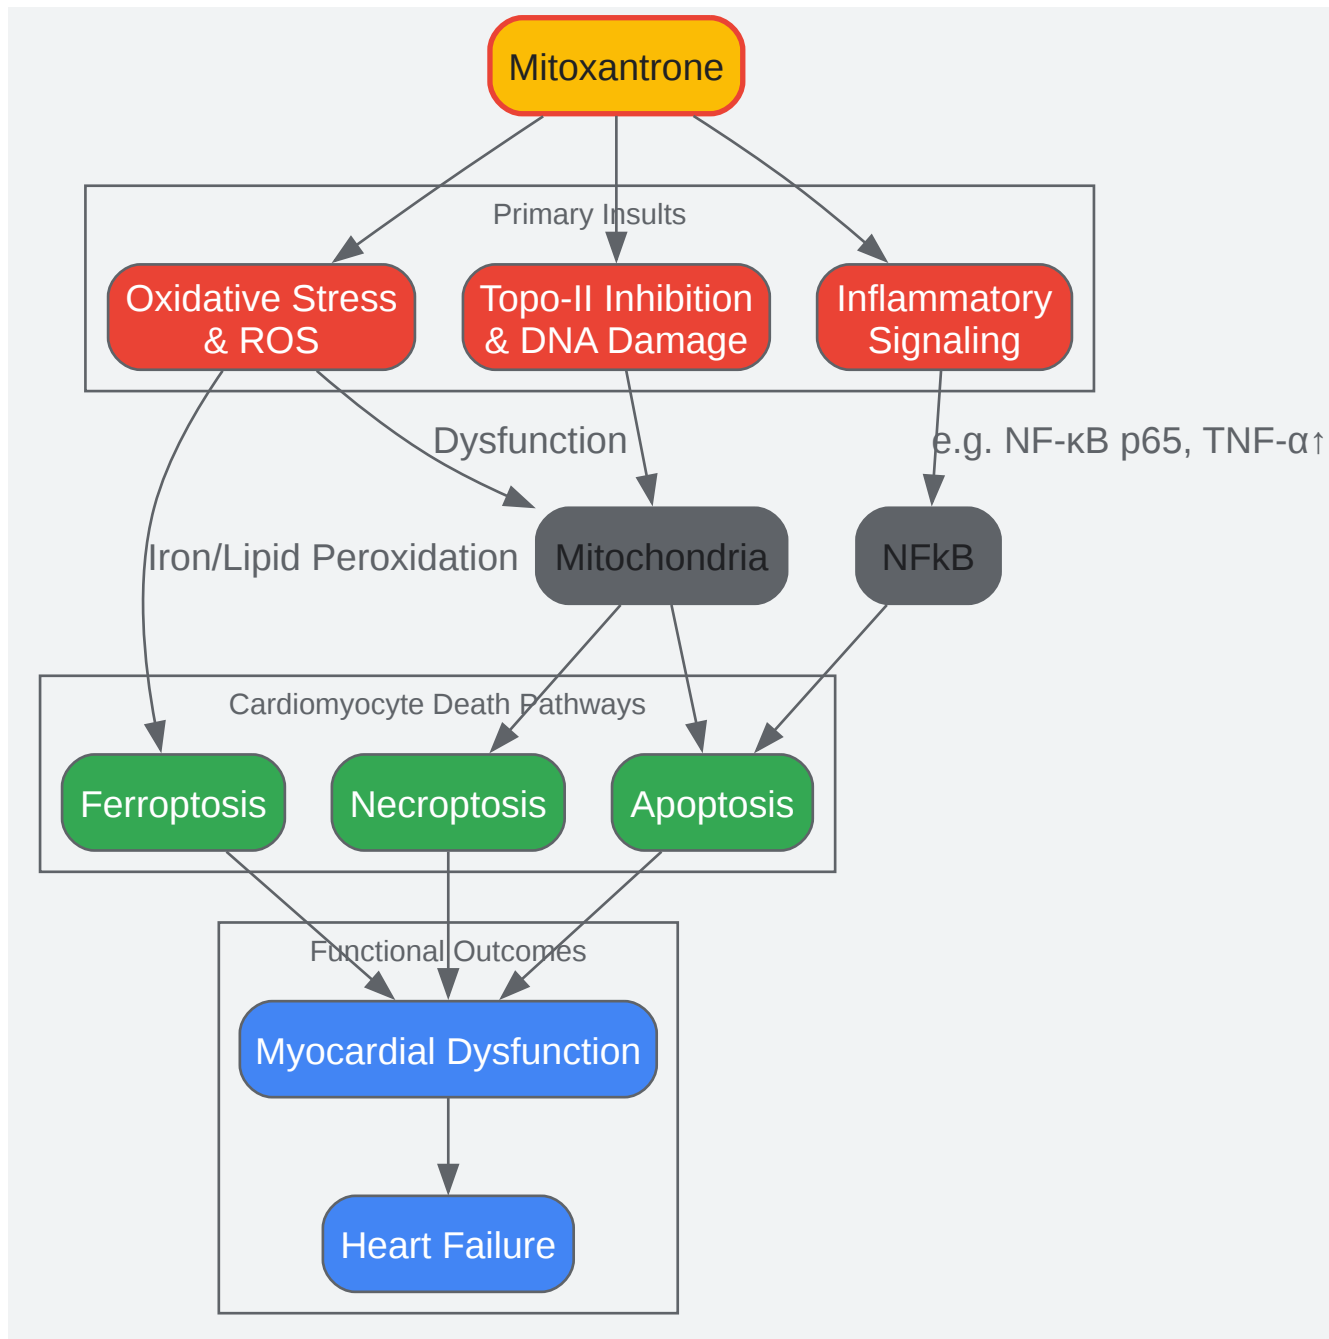 Mitoxantrone
Primary Insults
Oxidative Stress
& ROS
Topo-II Inhibition
& DNA Damage
Inflammatory
Signaling
Dysfunction
e.g. NF-κB p65, TNF-α↑
Iron/Lipid Peroxidation
Mitochondria
NFkB
Cardiomyocyte Death Pathways
Ferroptosis
Necroptosis
Apoptosis
Functional Outcomes
Myocardial Dysfunction
Heart Failure